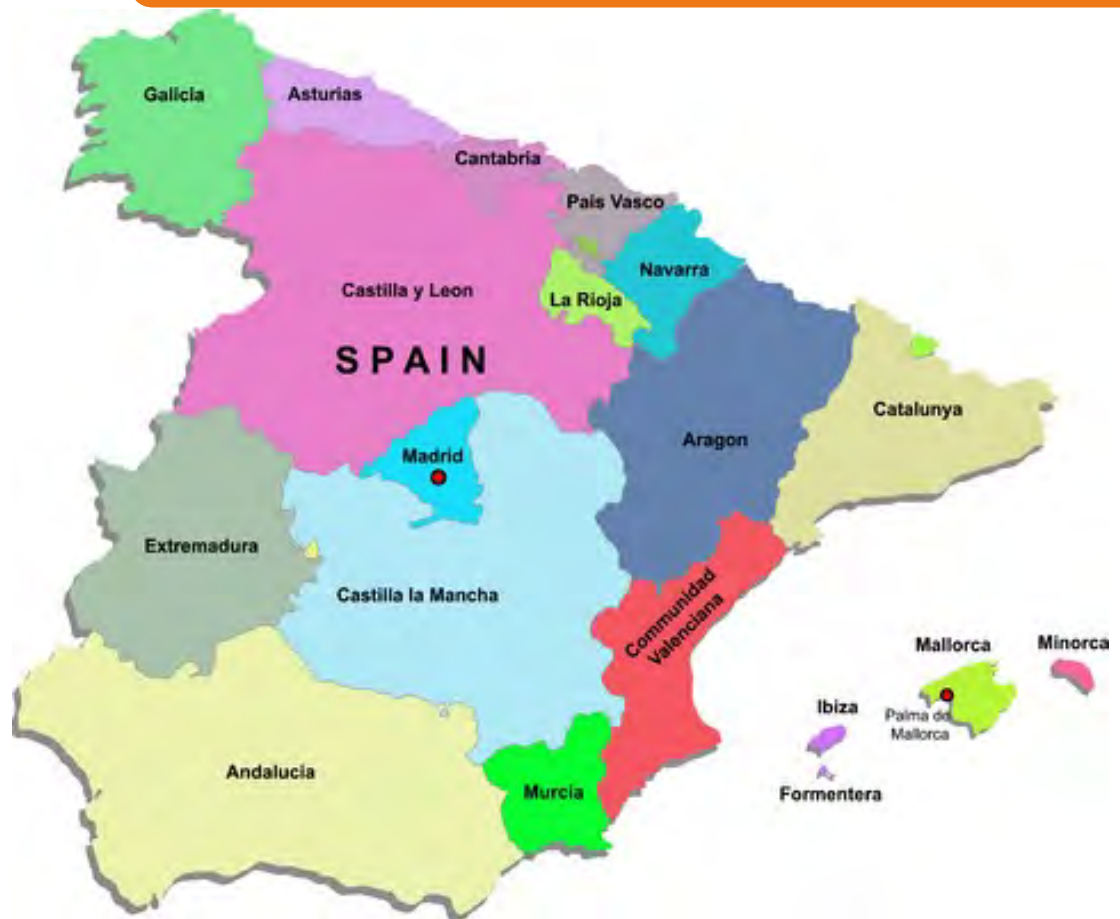 Galicia
Asturias
Cantabria
Pais Vasco
Navarra
La Rioja
Castilla y Leon
SPAIN
Catalunya
Aragon
Madrid
Extremadura
Castilla la Mancha
Communidad
Valenciana
Mallorca
Minorca
Palma de
Mallorca
Ibiza
Formentera
Andalucia
Murcia